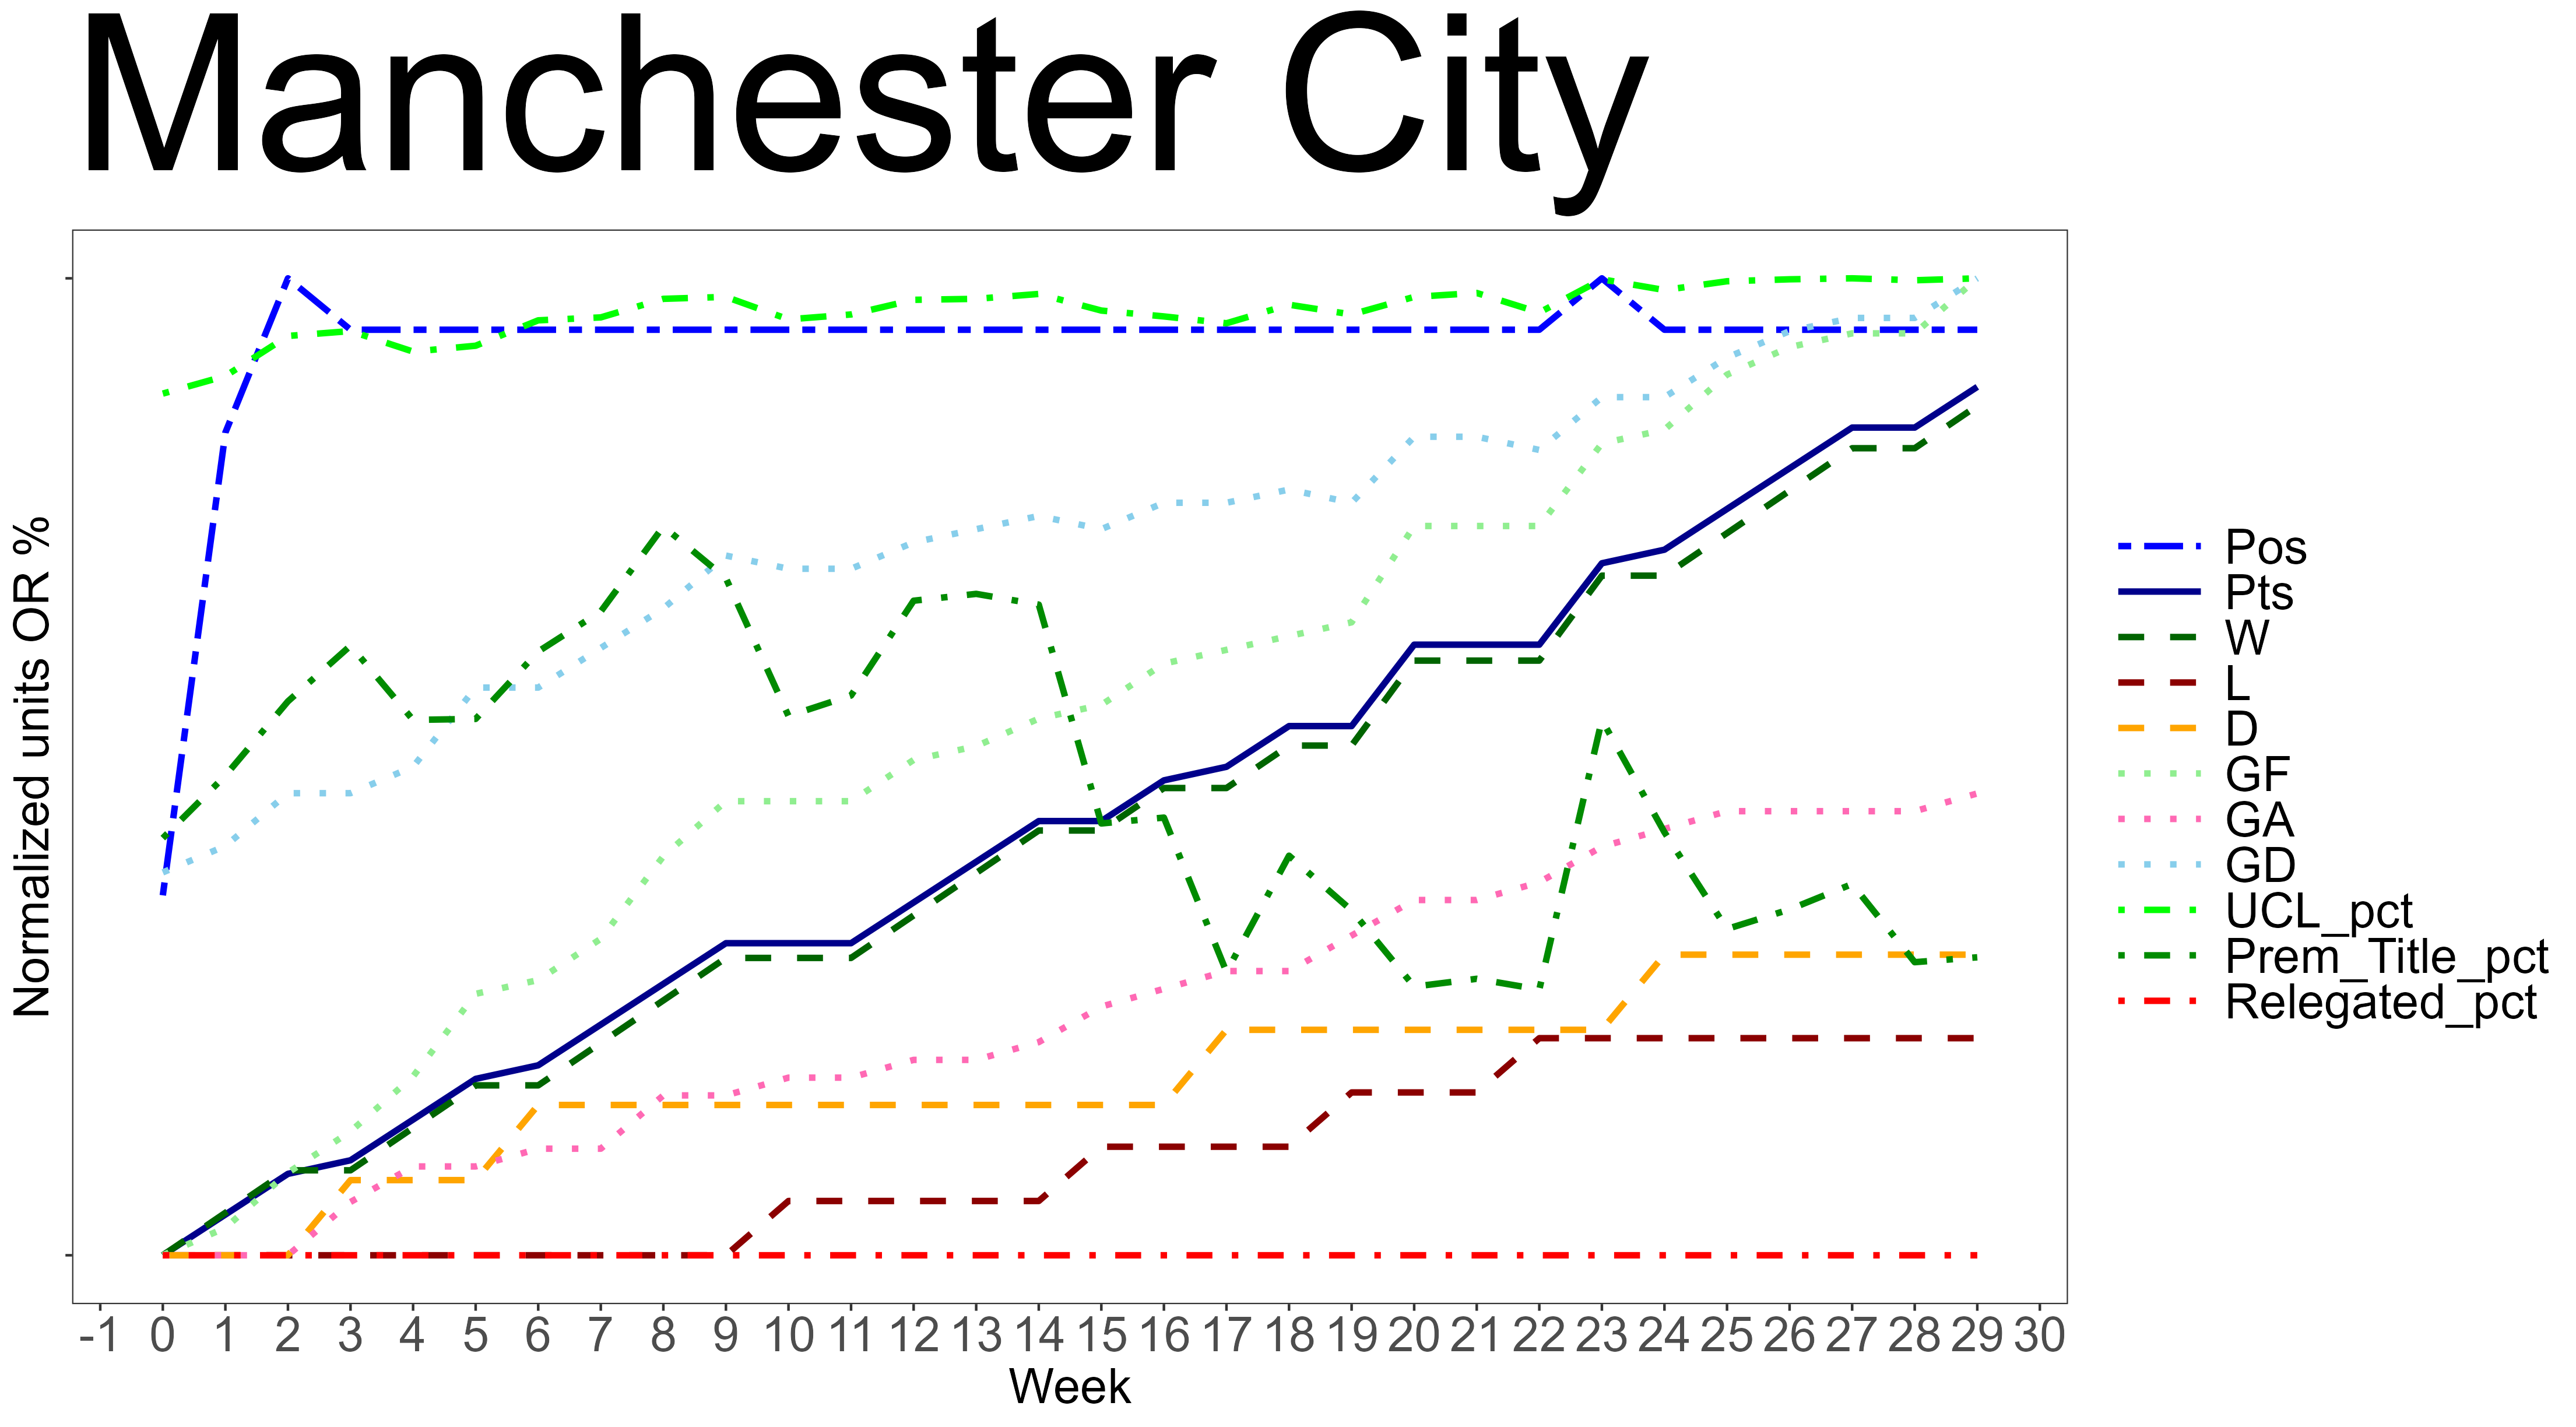 Manchester City
Normalized units OR %
Pos
Pts
W
L
D
GF
GA
GD
UCL_pct
Prem_Title_pct
Relegated_pct
-1 0 1 2 3 4 5 6 7 8 9 10 11 12 13 14 15 16 17 18 19 20 21 22 23 24 25 26 27 28 29 30
Week